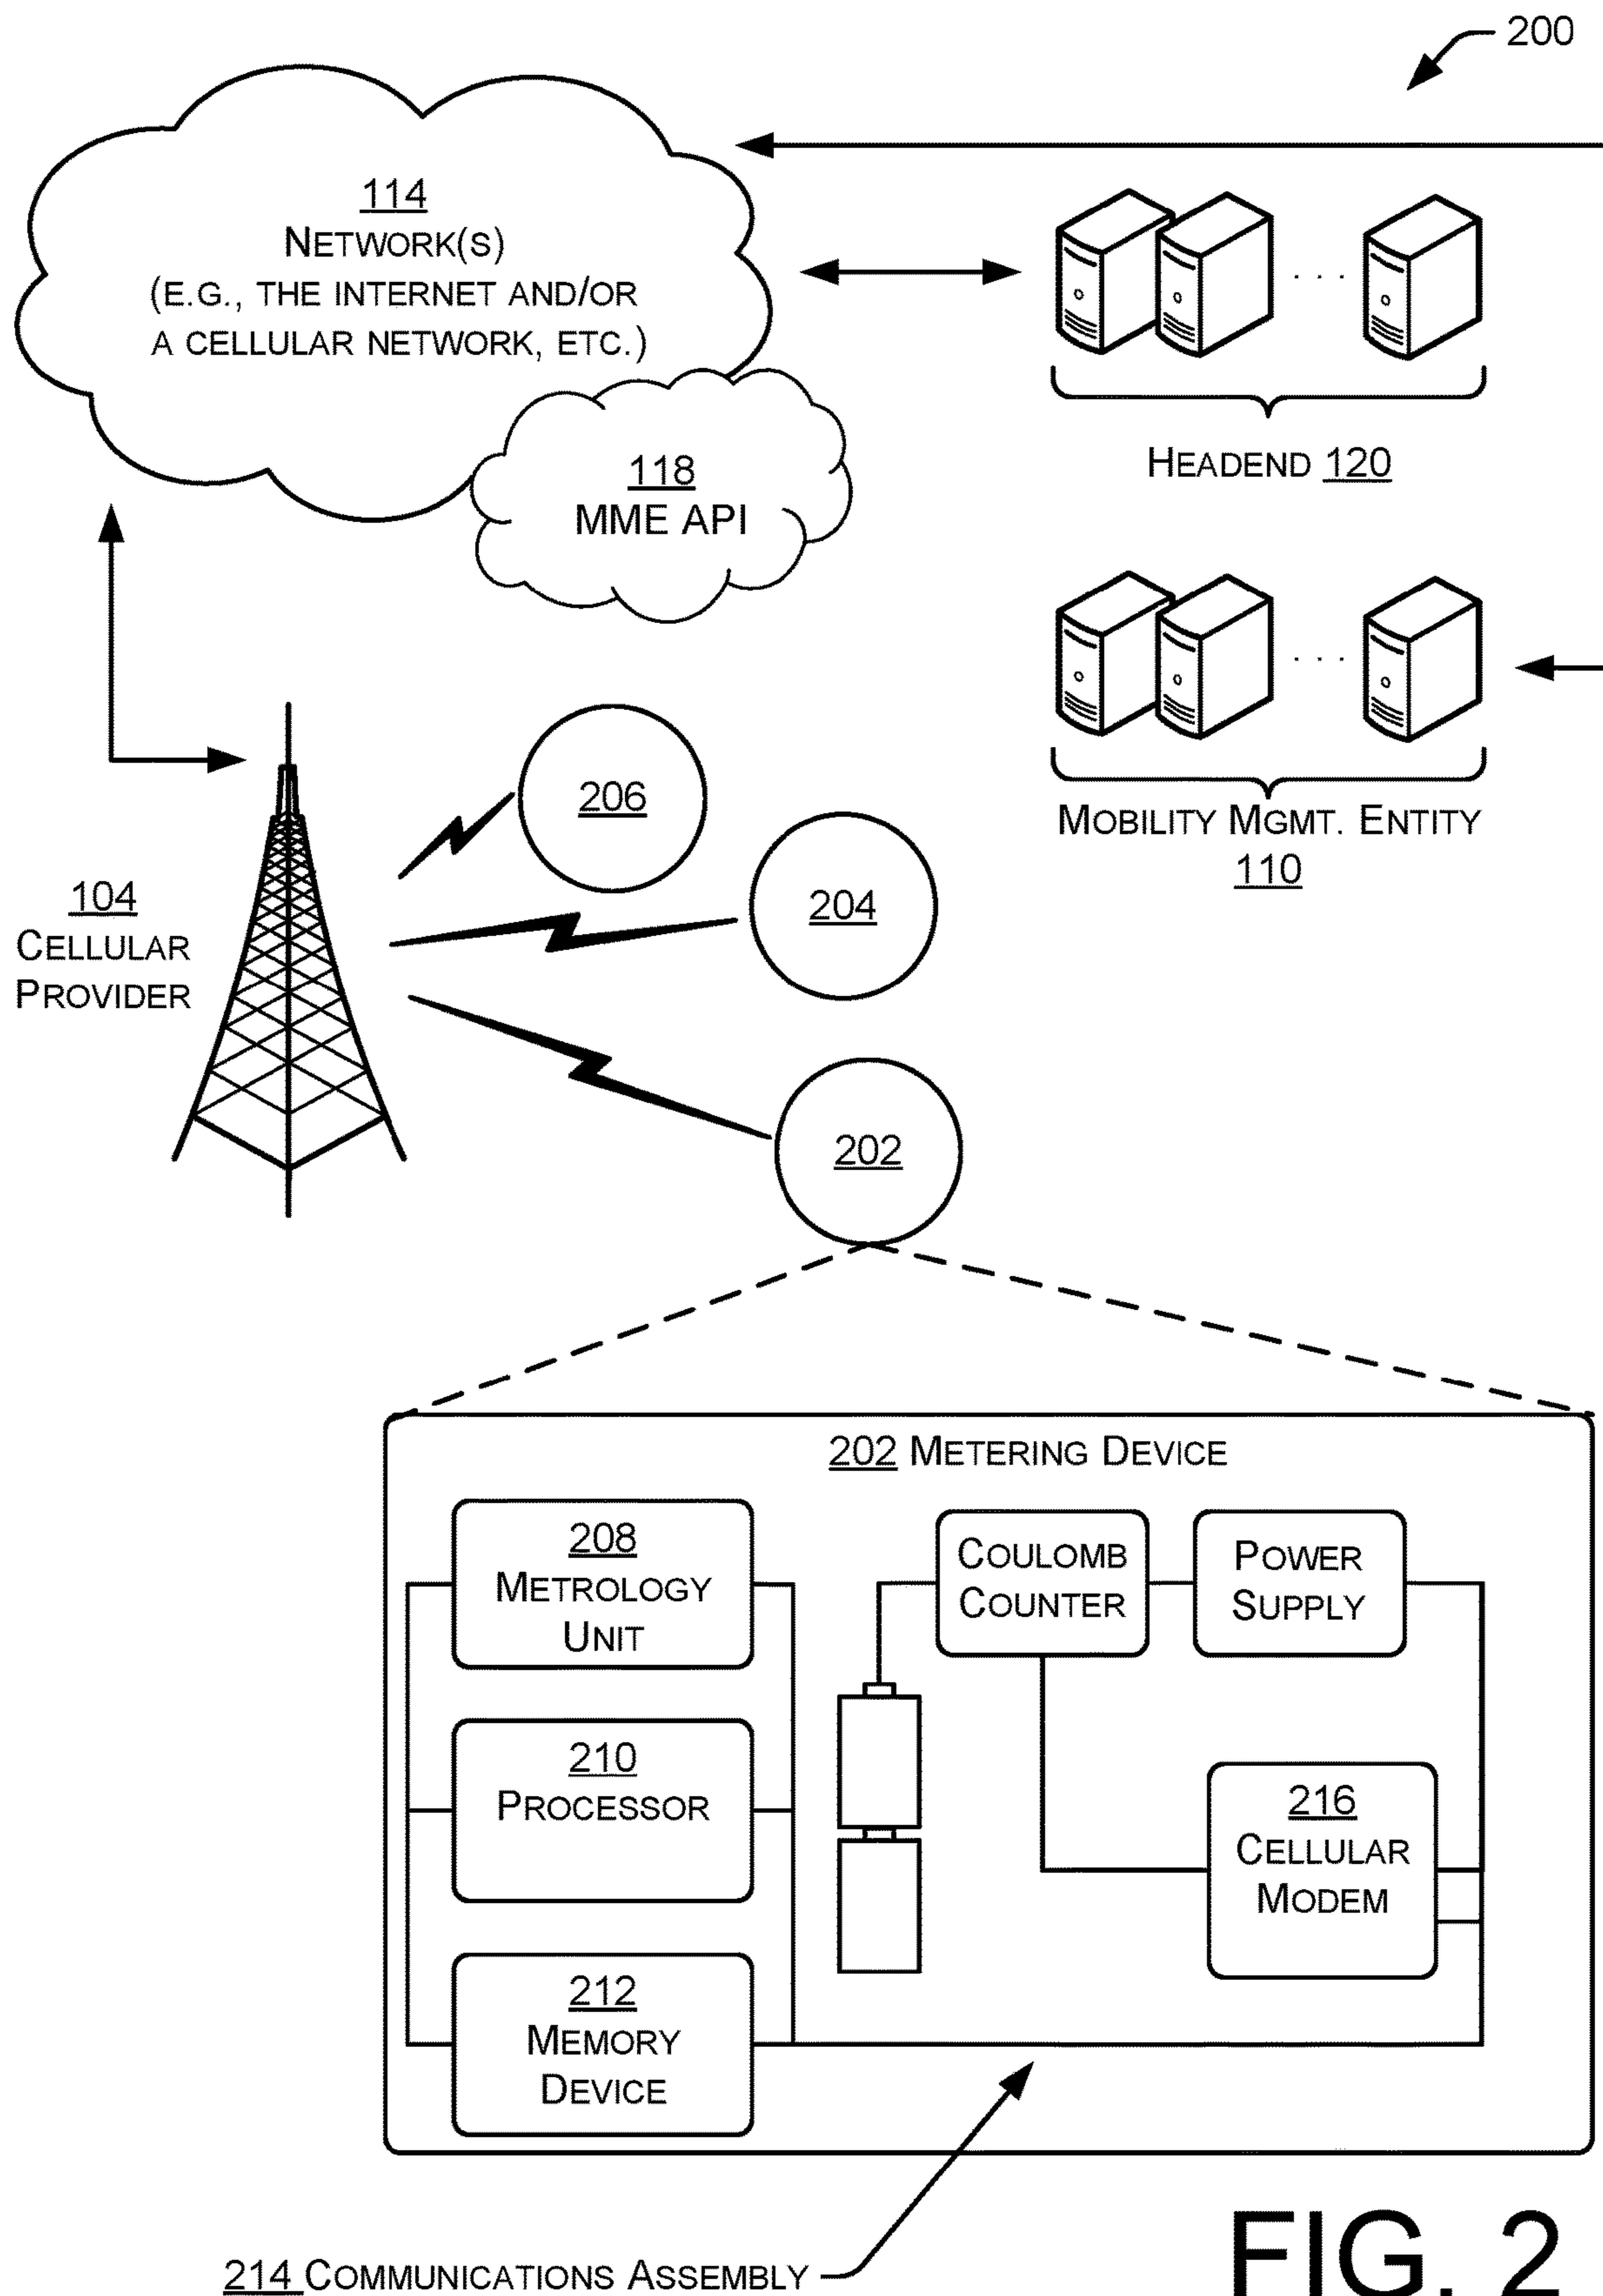 200
114
NETWORK(S)
(E.G., THE INTERNET AND/OR
A CELLULAR NETWORK, ETC.)
118
MME API
HEADEND 120
MOBILITY MGMT. ENTITY
110
104
CELLULAR
PROVIDER
206
204
202
202 METERING DEVICE
208
METROLOGY
UNIT
210
PROCESSOR
212
MEMORY
DEVICE
COULOMB
COUNTER
POWER
SUPPLY
216
CELLULAR
MODEM
214 COMMUNICATIONS ASSEMBLY
FIG. 2